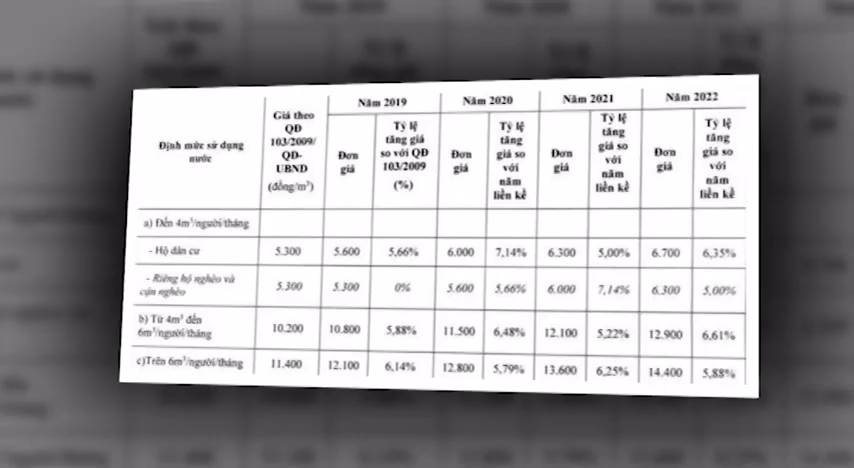 Định mức sử dụng nước
Giá theo QĐ 103/2009/QĐ-UBND (đồng/m³)
Năm 2019
Năm 2020
Năm 2021
Năm 2022
Đơn giá
Tỷ lệ tăng giá so với QĐ 103/2009 (%)
Đơn giá
Tỷ lệ tăng giá so với năm liền kề
Đơn giá
Tỷ lệ tăng giá so với năm liền kề
Đơn giá
Tỷ lệ tăng giá so với năm liền kề
a) Đến 4m³/người/tháng
- Hộ dân cư 5.300 5.600 5,66% 6.000 7,14% 6.300 5,00% 6.700 6,35%
- Riêng hộ nghèo và cận nghèo 5.300 5.300 0% 5.600 5,66% 6.000 7,14% 6.300 5,00%
b) Từ 4m³ đến 6m³/người/tháng 10.200 10.800 5,88% 11.500 6,48% 12.100 5,22% 12.900 6,61%
c)Trên 6m³/người/tháng 11.400 12.100 6,14% 12.800 5,79% 13.600 6,25% 14.400 5,88%